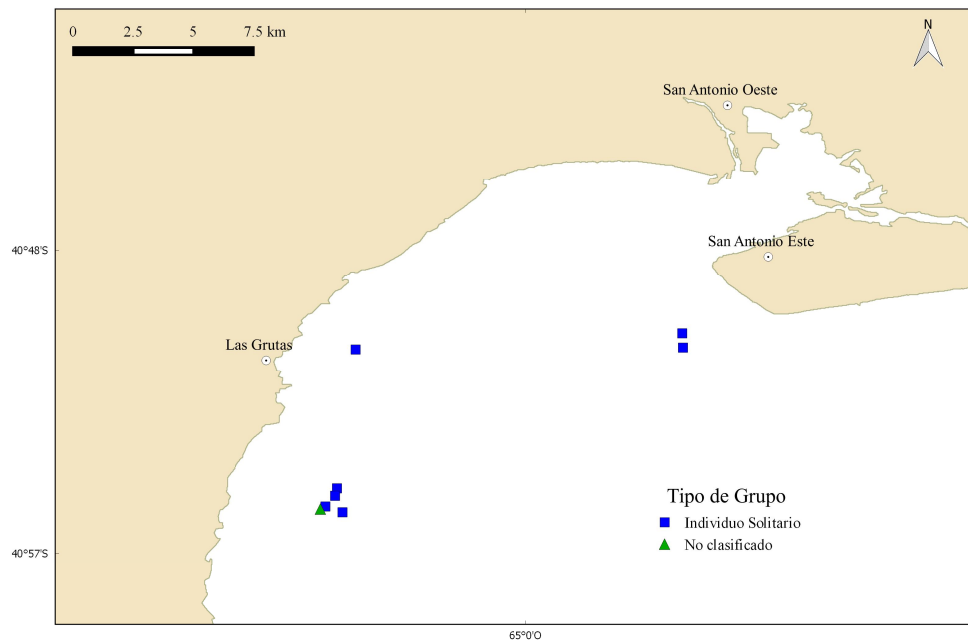 0 2.5 5 7.5 km
N
San Antonio Oeste
40°48'S
San Antonio Este
Las Grutas
Tipo de Grupo
Individuo Solitario
No clasificado
40°57'S
65°0'O